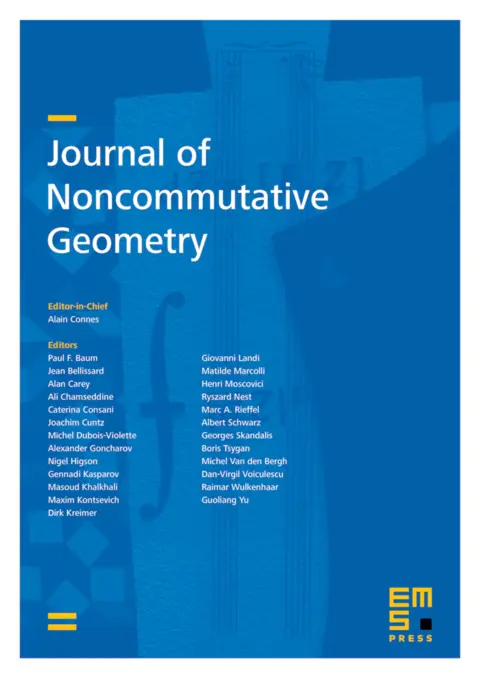 Journal of
Noncommutative
Geometry
Editor-in-Chief
Alain Connes
Editors
Paul F. Baum
Jean Bellissard
Alan Carey
Ali Chamseddine
Caterina Consani
Joachim Cuntz
Michel Dubois-Violette
Alexander Goncharov
Nigel Higson
Gennadi Kasparov
Masoud Khalkhali
Maxim Kontsevich
Dirk Kreimer
Giovanni Landi
Matilde Marcolli
Henri Moscovici
Ryszard Nest
Marc A. Rieffel
Albert Schwarz
Georges Skandalis
Boris Tsygan
Michel Van den Bergh
Dan-Virgil Voiculescu
Raimar Wulkenhaar
Guoliang Yu
EMS
PRESS